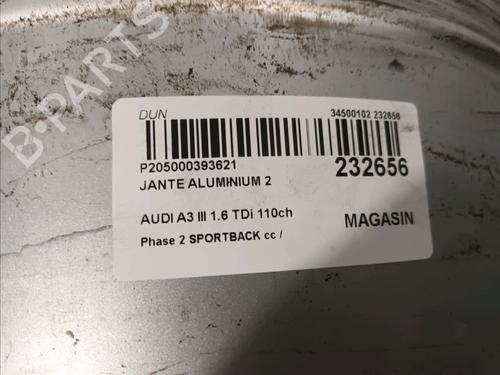 B-PARTS
DUN 34500102 232656
P205000393621 232656
JANTE ALUMINIUM 2
AUDI A3 III 1.6 TDi 110ch MAGASIN
Phase 2 SPORTBACK cc /